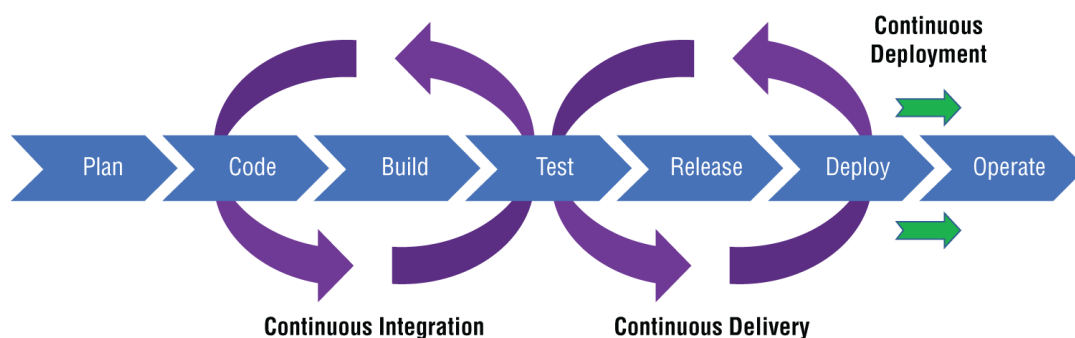 Continuous
Deployment
Plan
Code
Build
Test
Release
Deploy
Operate
Continuous Integration
Continuous Delivery